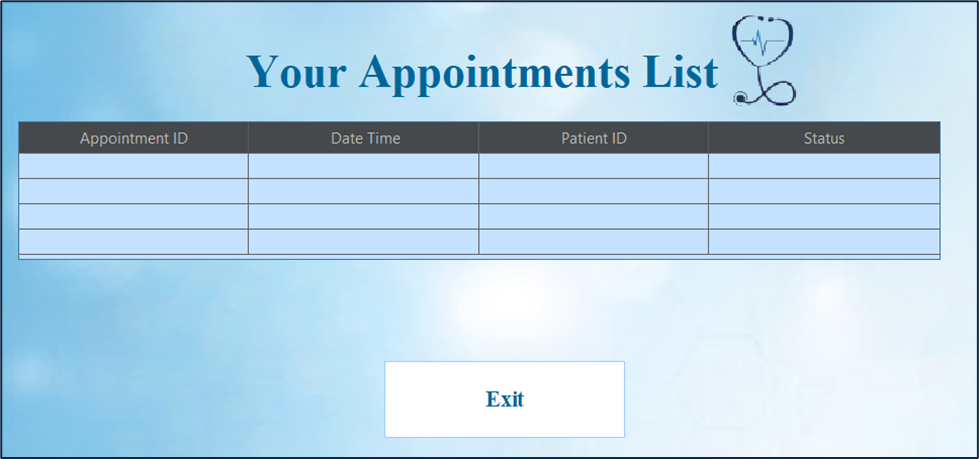 Your Appointments List
Appointment ID Date Time Patient ID Status
Exit